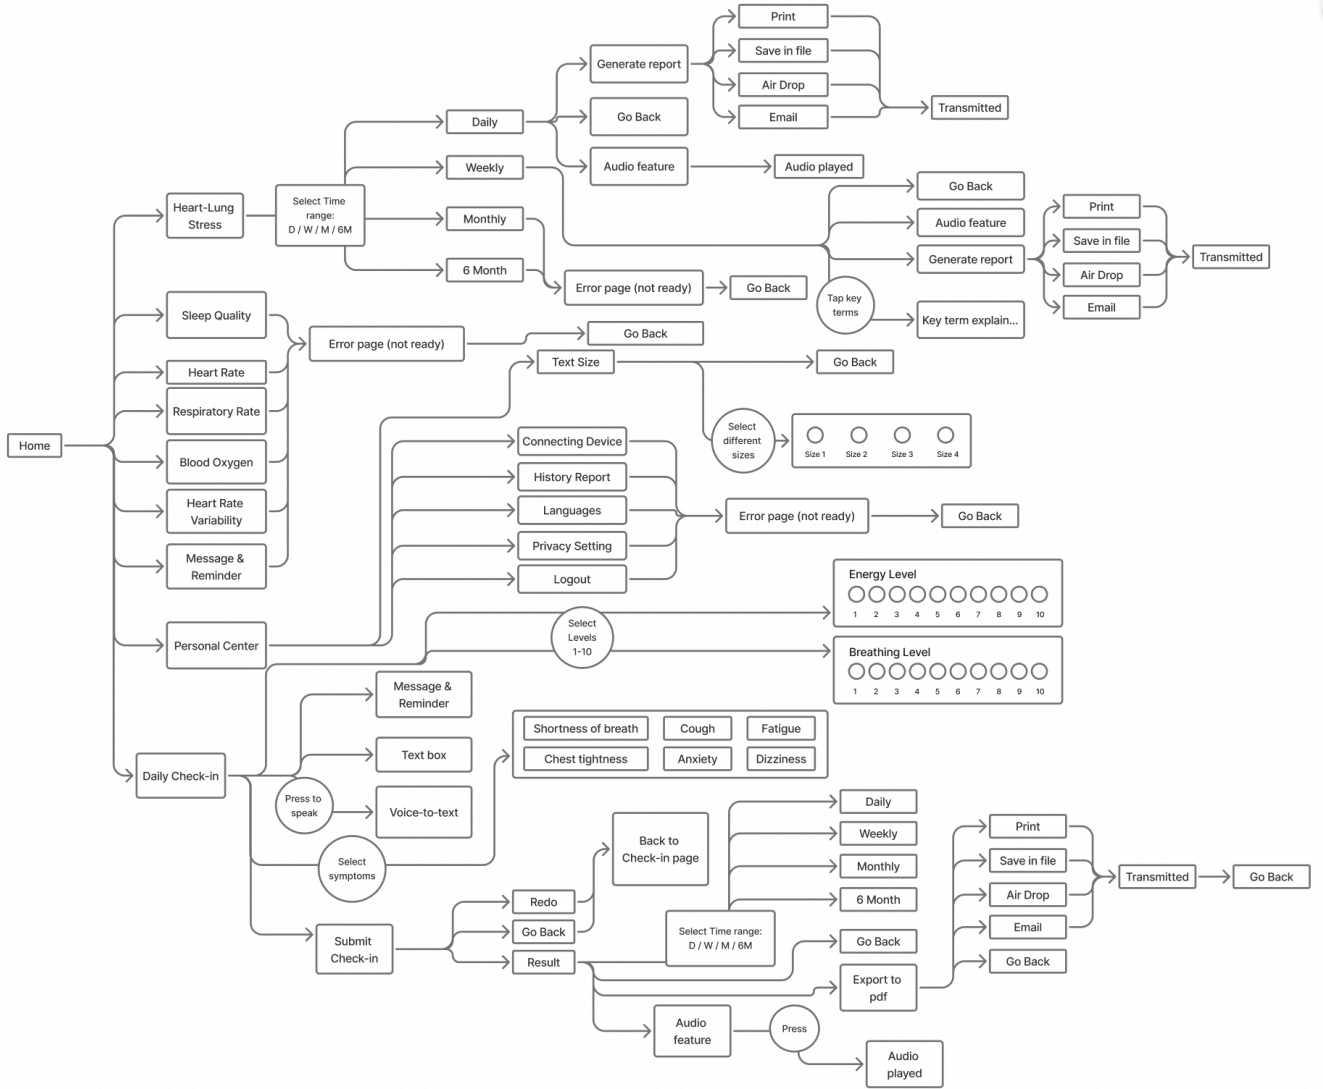 Print
Save in file
Air Drop
Email
Generate report
Go Back
Audio feature
Transmitted
Audio played
Daily
Weekly
Monthly
6 Month
Heart-Lung
Stress
Select Time
range:
D / W / M / 6M
Go Back
Audio feature
Generate report
Print
Save in file
Air Drop
Email
Transmitted
Error page (not ready)
Go Back
Tap key
terms
Key term explain...
Sleep Quality
Heart Rate
Respiratory Rate
Blood Oxygen
Heart Rate
Variability
Message &
Reminder
Error page (not ready)
Go Back
Text Size
Go Back
Select
different
sizes
Size 1
Size 2
Size 3
Size 4
Home
Connecting Device
History Report
Languages
Privacy Setting
Logout
Error page (not ready)
Go Back
Personal Center
Select
Levels
1-10
Energy Level
1 2 3 4 5 6 7 8 9 10
Breathing Level
1 2 3 4 5 6 7 8 9 10
Daily Check-in
Message &
Reminder
Text box
Press to
speak
Voice-to-text
Select
symptoms
Shortness of breath Cough Fatigue
Chest tightness Anxiety Dizziness
Submit
Check-in
Redo
Go Back
Result
Back to
Check-in page
Select Time range:
D / W / M / 6M
Daily
Weekly
Monthly
6 Month
Go Back
Export to
pdf
Print
Save in file
Air Drop
Email
Go Back
Transmitted
Go Back
Audio
feature
Press
Audio
played